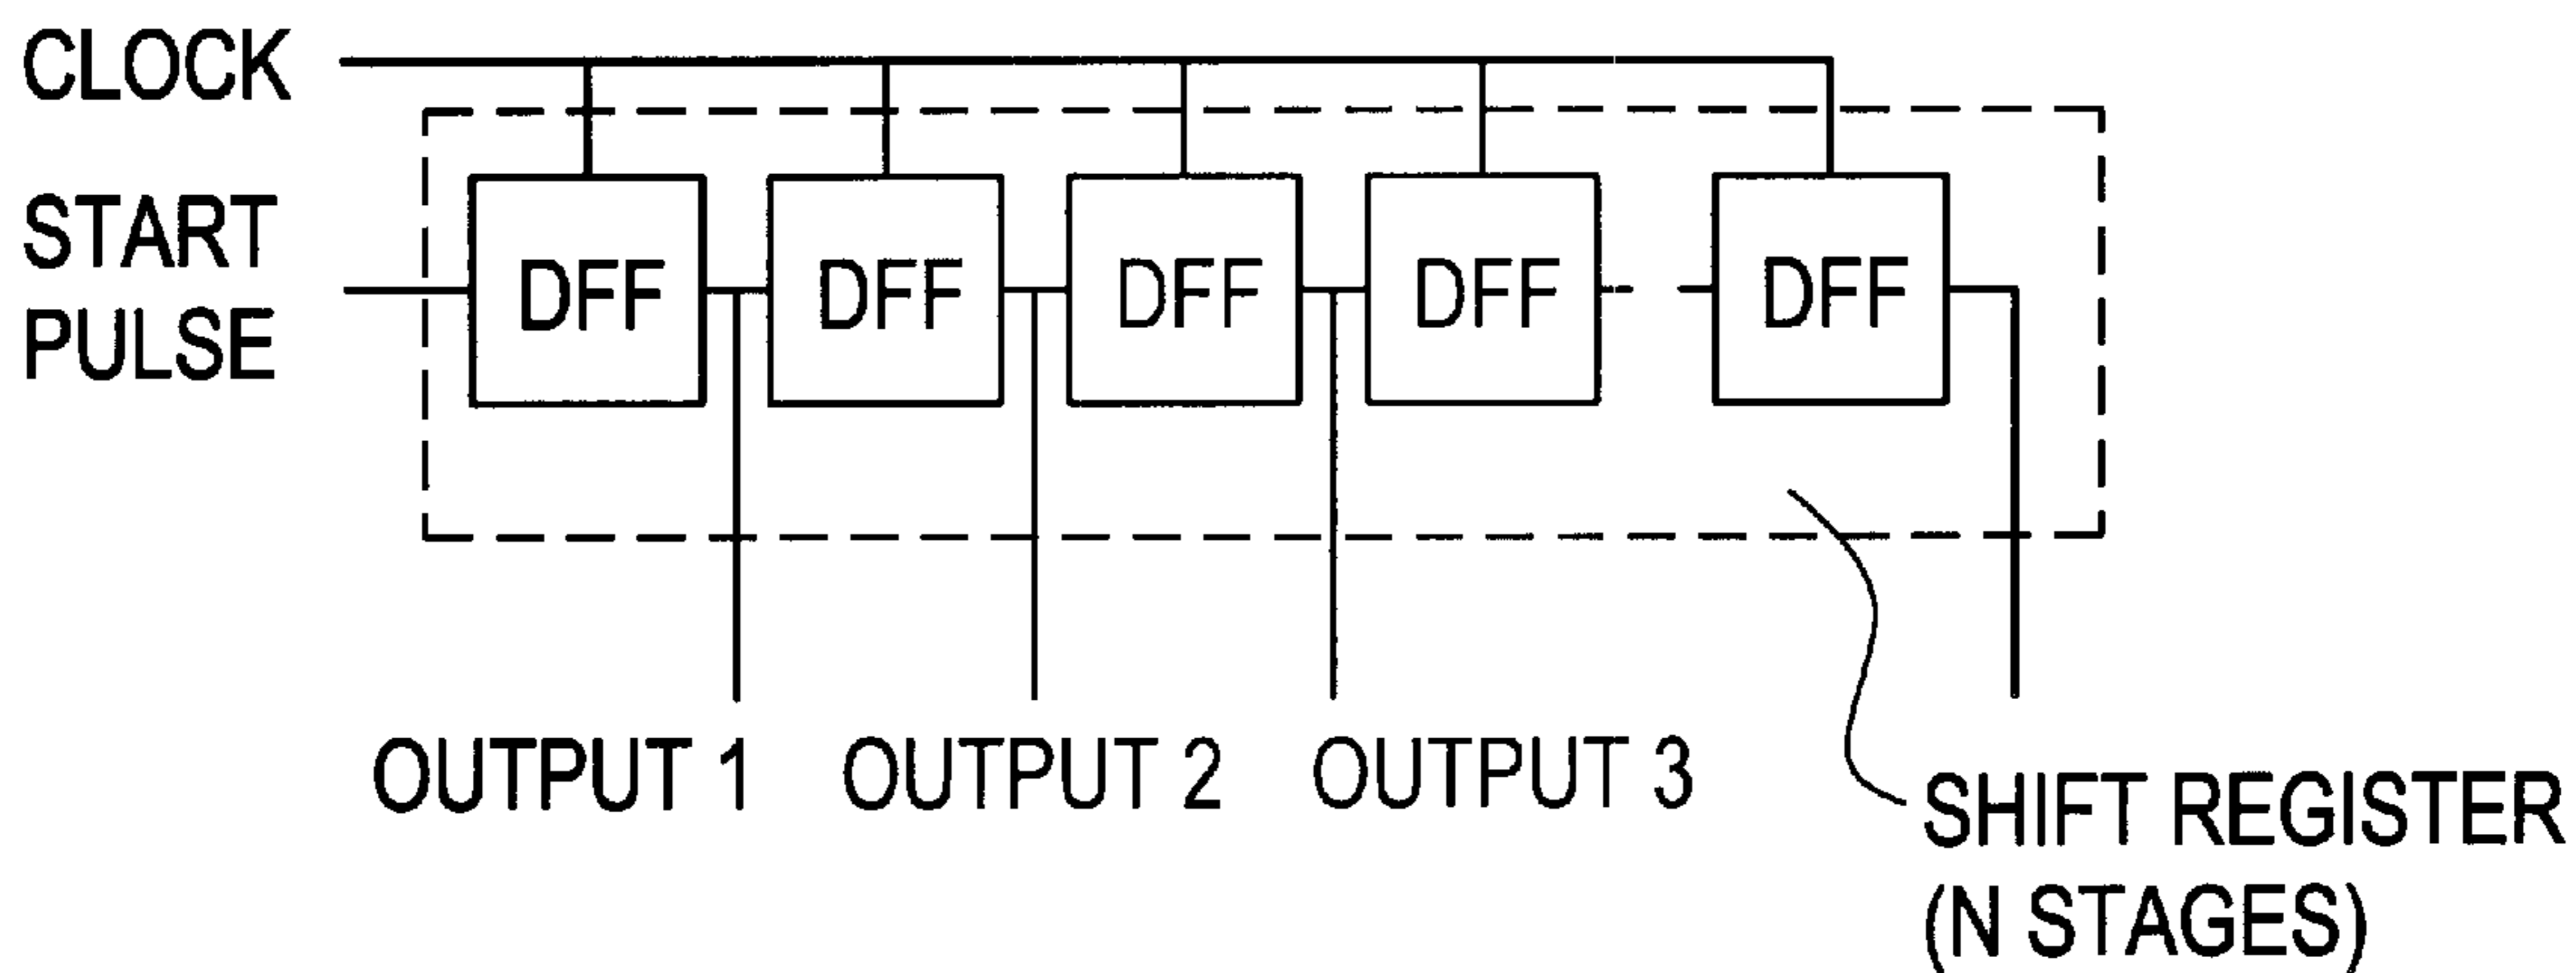 CLOCK
START
PULSE
DFF DFF DFF DFF DFF
OUTPUT 1 OUTPUT 2 OUTPUT 3
SHIFT REGISTER
(N STAGES)